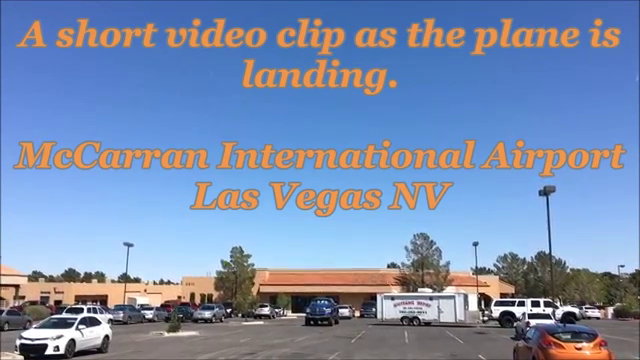 A short video clip as the plane is
landing.
McCarran International Airport
Las Vegas NV